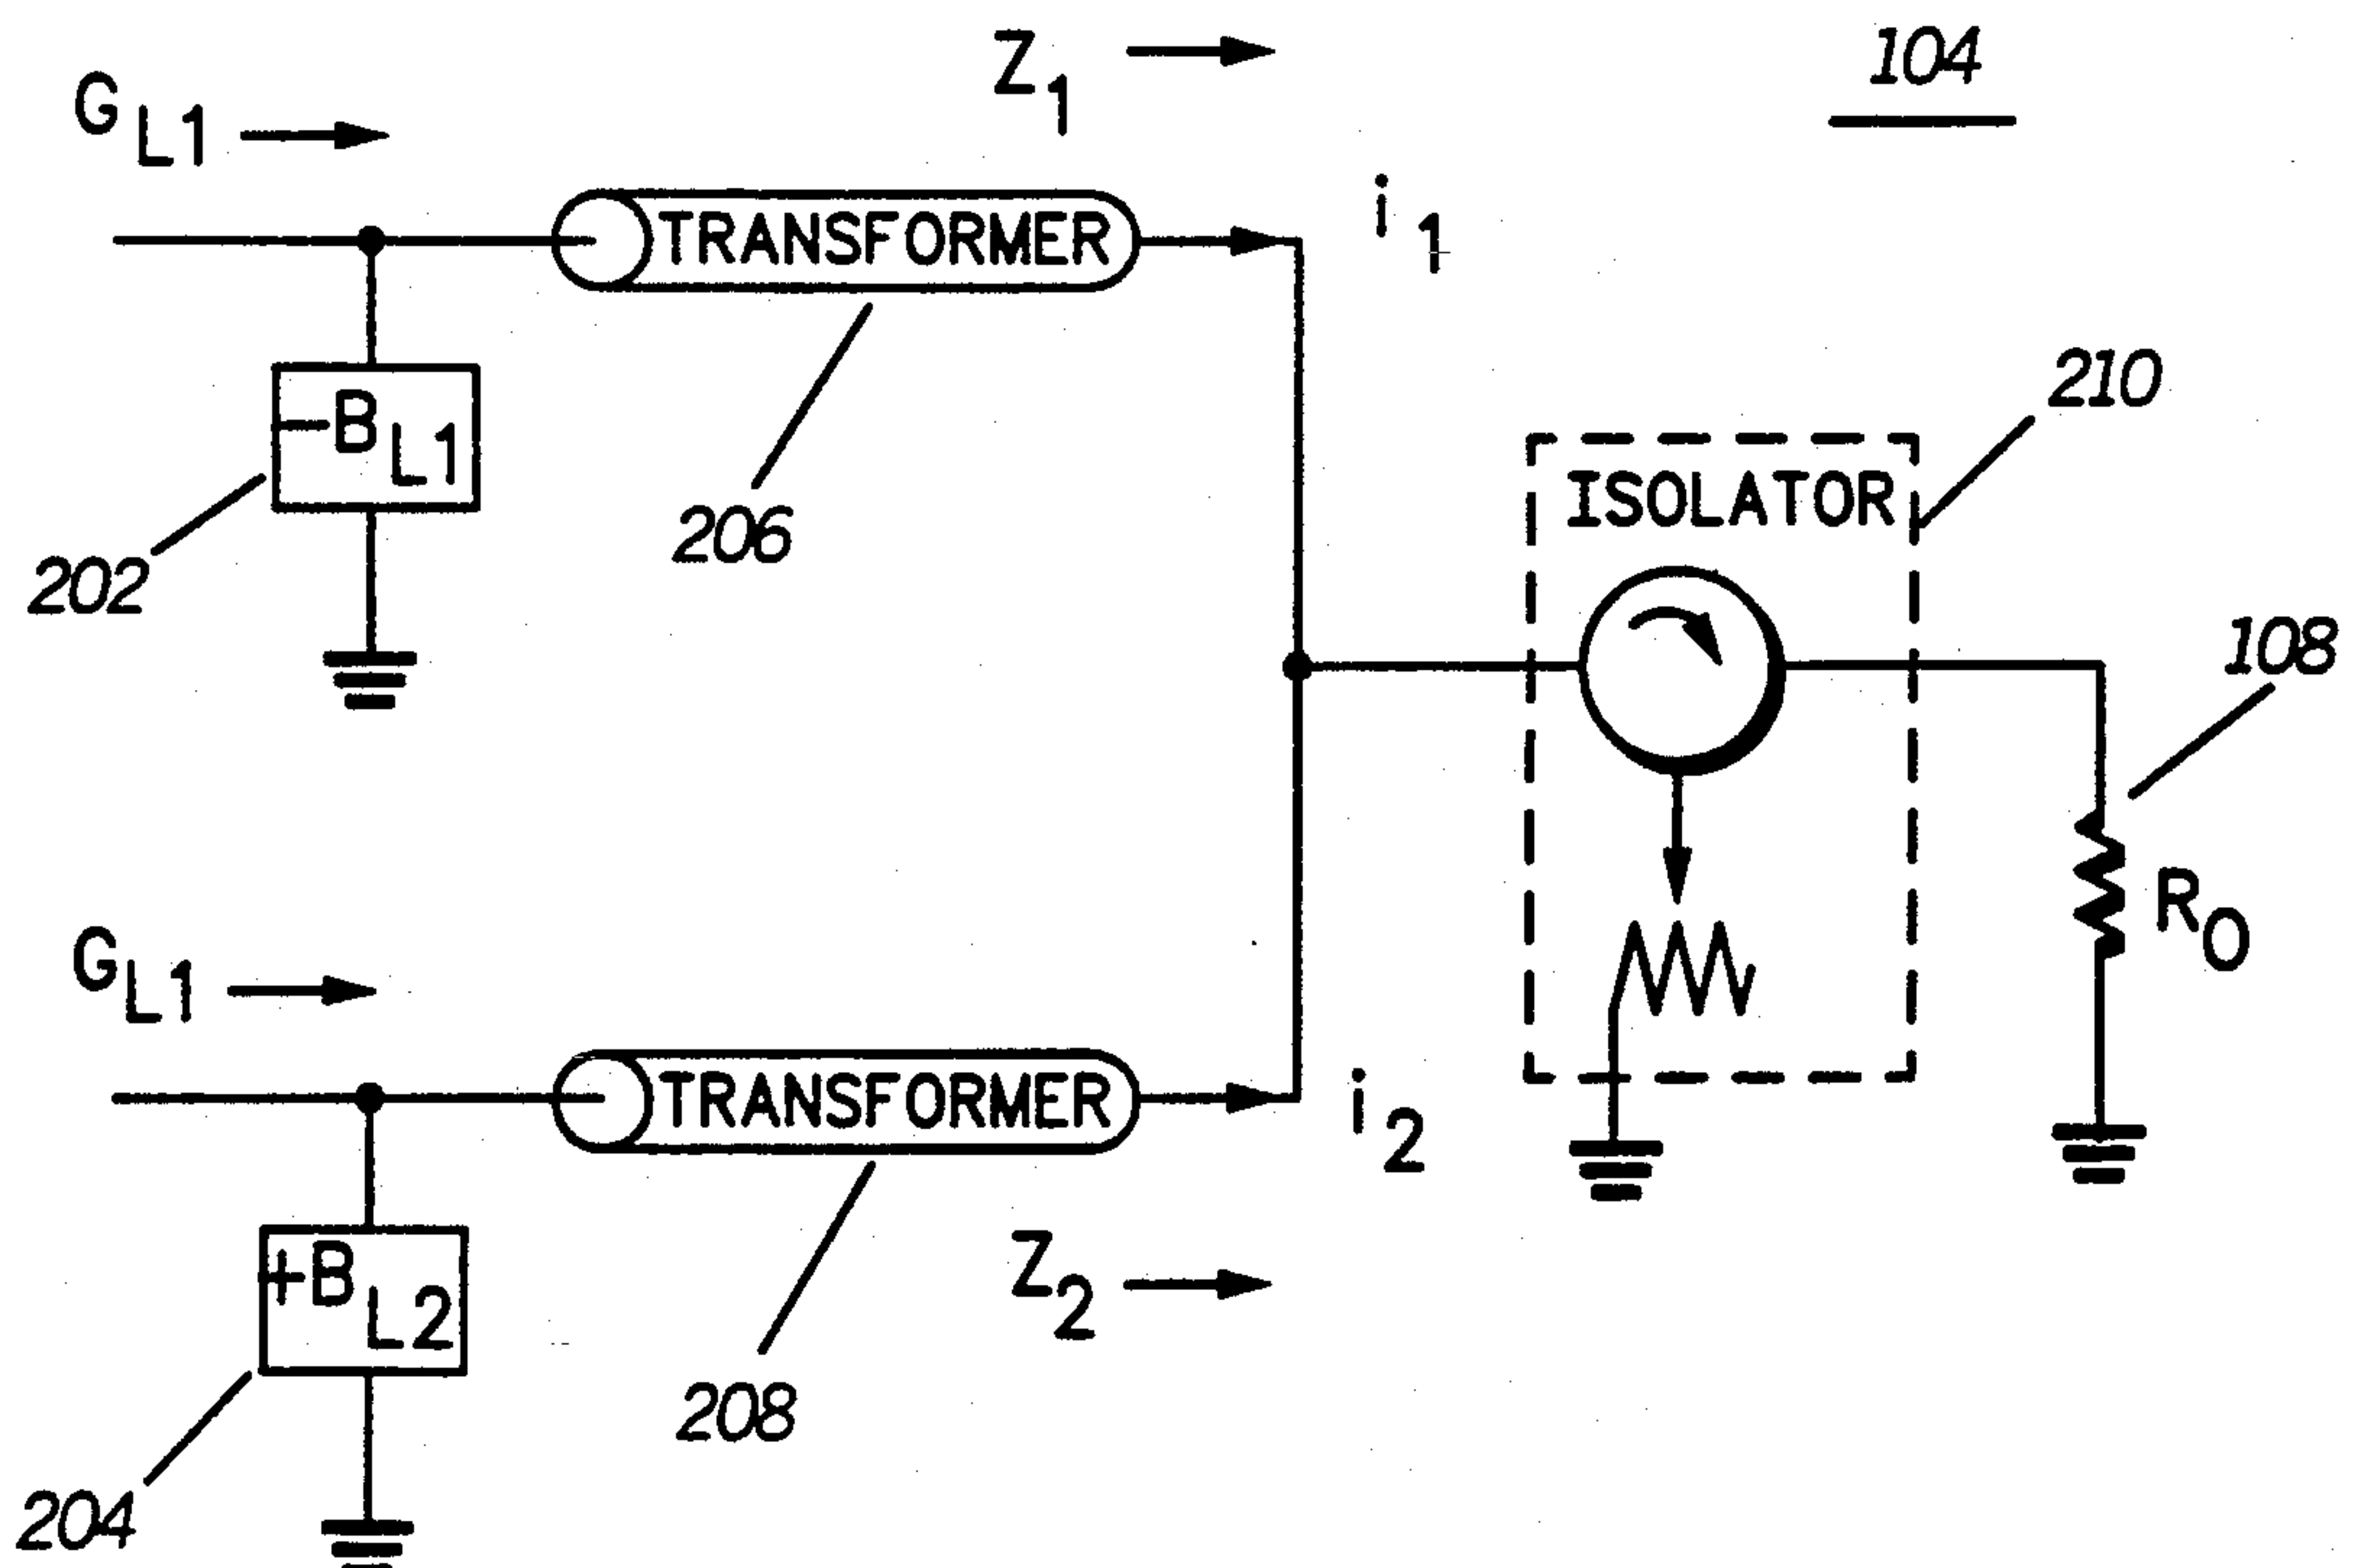 Z1
104
GL1
i1
TRANSFORMER
210
-BL1
ISOLATOR
206
202
108
RO
GL1
TRANSFORMER
i2
+BL2
Z2
208
204